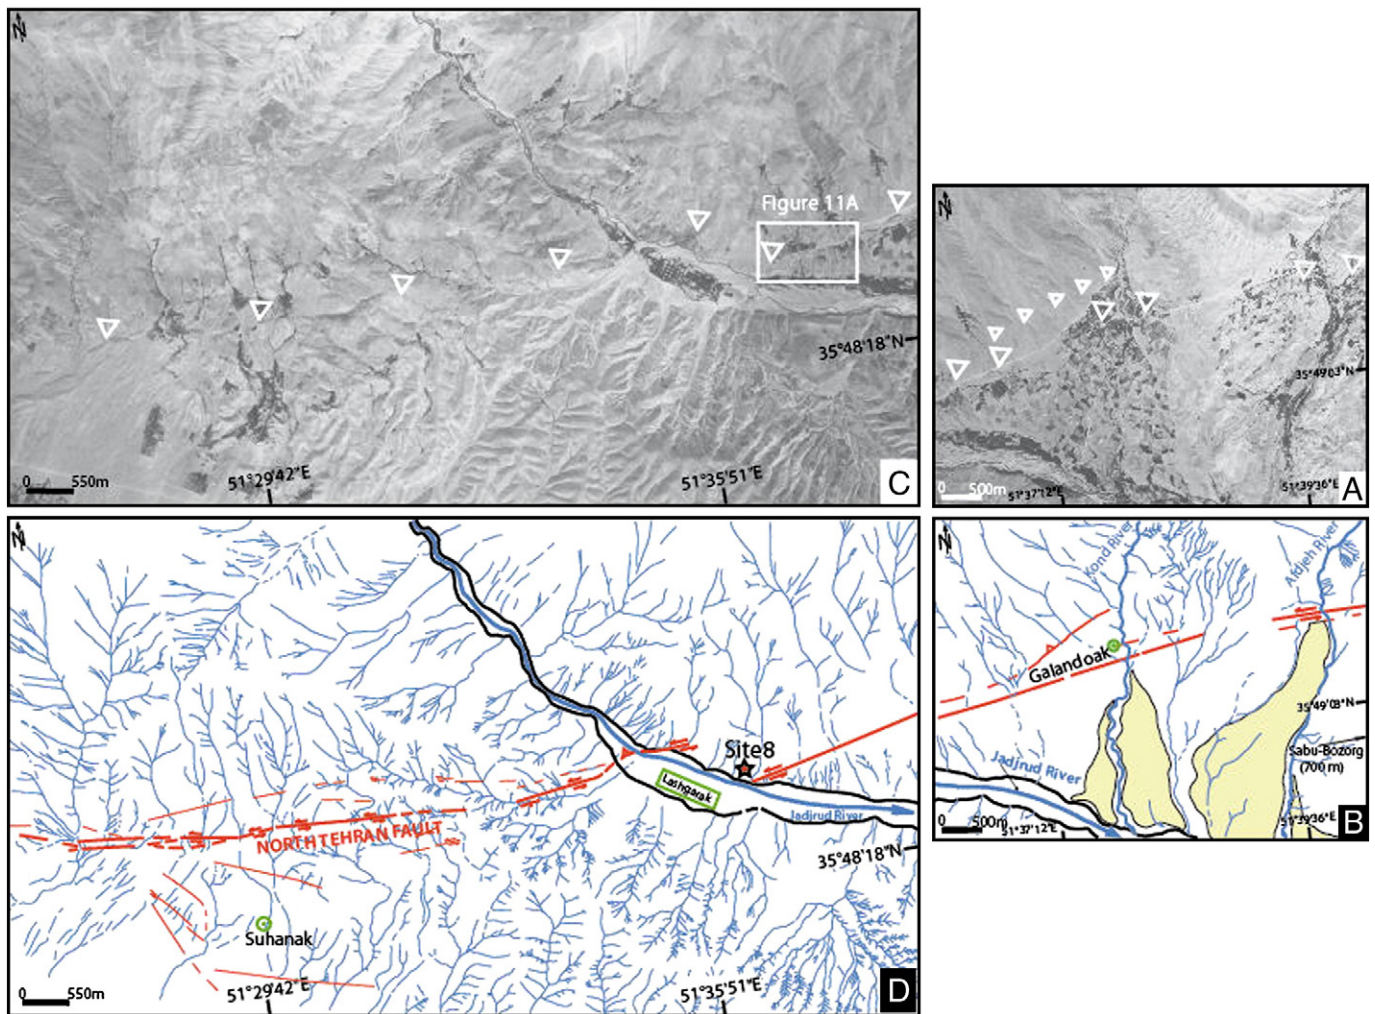 N
Figure 11A
35°48'18"N
0 550m
51°29'42"E
51°35'51"E
C
N
35°49'03"N
0 500m
51°37'12"E
51°39'36"E
A
N
Site8
Lashgarak
Jadjrud River
NORTH TEHRAN FAULT
35°48'18"N
Suhanak
0 550m
51°29'42"E
51°35'51"E
D
N
Kond River
Afdjeh River
Galandoak
35°49'03"N
Jadjrud River
Sabu-Bozorg
(700 m)
0 500m
51°37'12"E
51°39'36"E
B